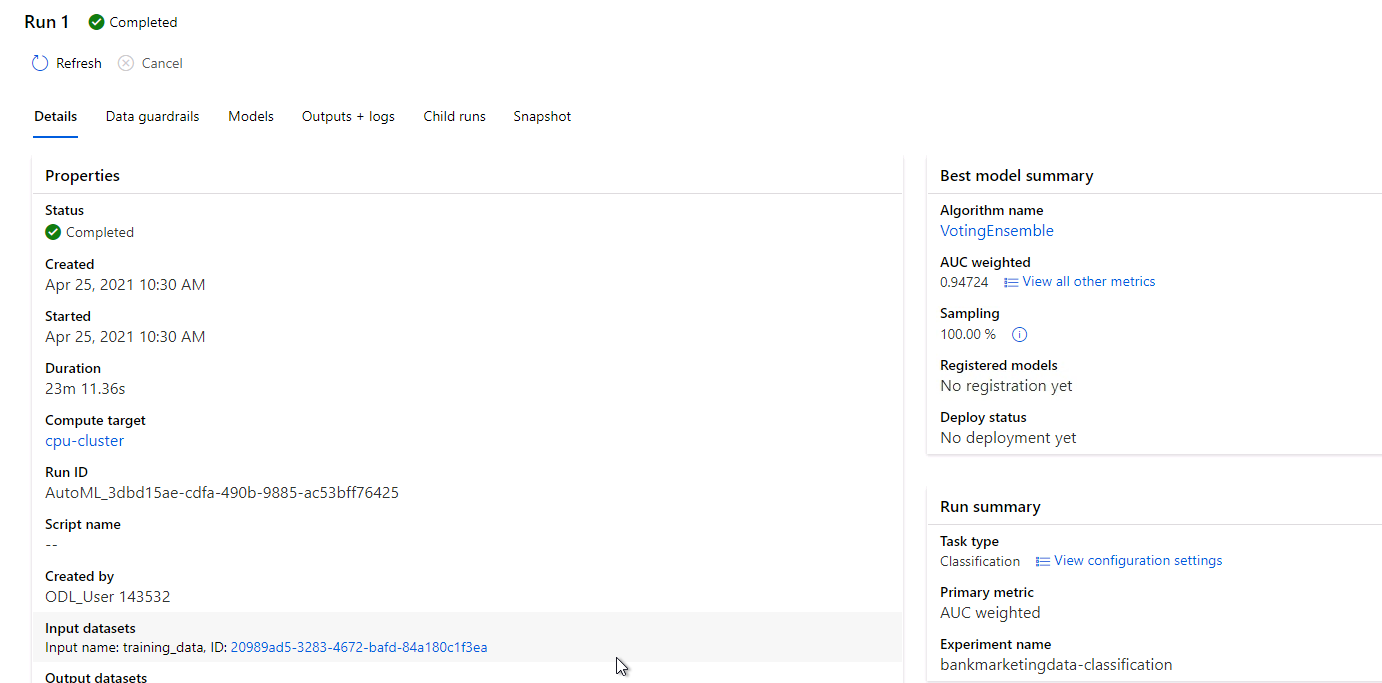 Run 1 Completed
Refresh Cancel
Details Data guardrails Models Outputs + logs Child runs Snapshot
Properties
Status
Completed
Created
Apr 25, 2021 10:30 AM
Started
Apr 25, 2021 10:30 AM
Duration
23m 11.36s
Compute target
cpu-cluster
Run ID
AutoML_3dbd15ae-cdfa-490b-9885-ac53bff76425
Script name
--
Created by
ODL_User 143532
Input datasets
Input name: training_data, ID: 20989ad5-3283-4672-bafd-84a180c1f3ea
Output datasets
Best model summary
Algorithm name
VotingEnsemble
AUC weighted
0.94724 View all other metrics
Sampling
100.00 %
Registered models
No registration yet
Deploy status
No deployment yet
Run summary
Task type
Classification View configuration settings
Primary metric
AUC weighted
Experiment name
bankmarketingdata-classification